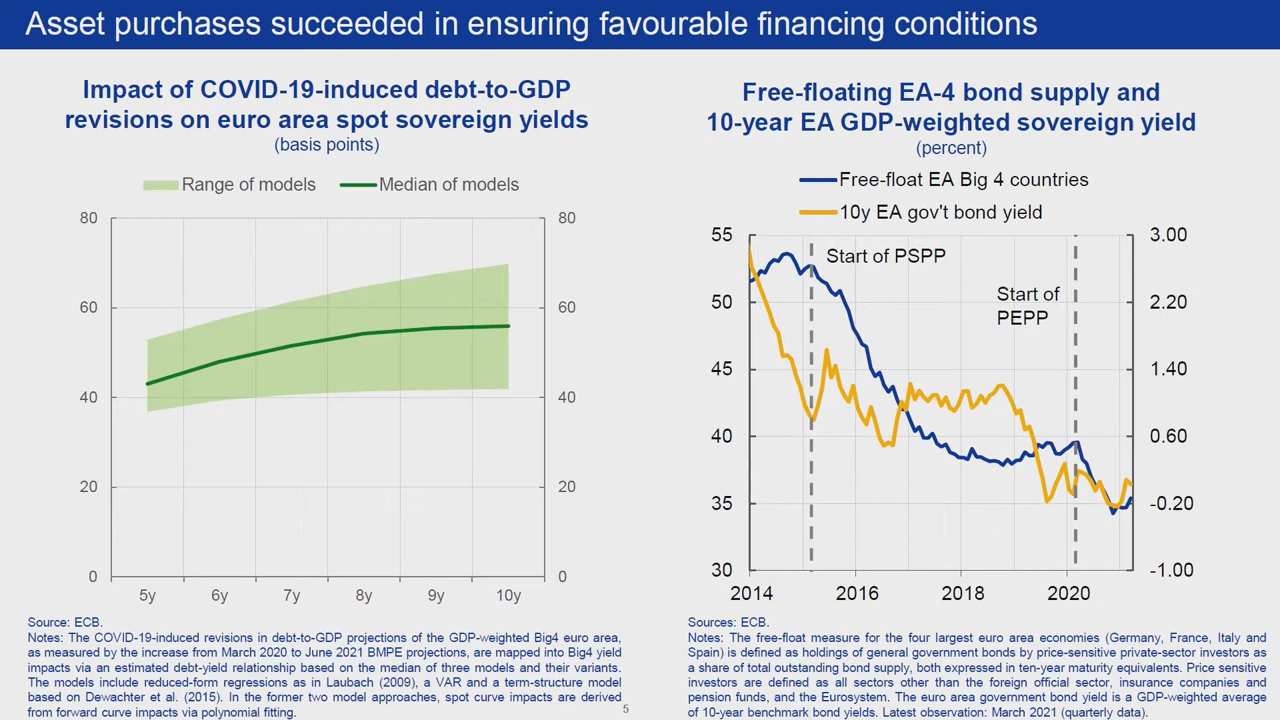 Asset purchases succeeded in ensuring favourable financing conditions
Impact of COVID-19-induced debt-to-GDP
revisions on euro area spot sovereign yields
(basis points)
Range of models
Median of models
80
60
40
20
0
80
60
40
20
0
5y 6y 7y 8y 9y 10y
Source: ECB.
Notes: The COVID-19-induced revisions in debt-to-GDP projections of the GDP-weighted Big4 euro area,
as measured by the increase from March 2020 to June 2021 BMPE projections, are mapped into Big4 yield
impacts via an estimated debt-yield relationship based on the median of three models and their variants.
The models include reduced-form regressions as in Laubach (2009), a VAR and a term-structure model
based on Dewachter et al. (2015). In the former two model approaches, spot curve impacts are derived
from forward curve impacts via polynomial fitting.
5
Free-floating EA-4 bond supply and
10-year EA GDP-weighted sovereign yield
(percent)
Free-float EA Big 4 countries
10y EA gov't bond yield
55
50
45
40
35
30
Start of PSPP
Start of
PEPP
3.00
2.20
1.40
0.60
-0.20
-1.00
2014 2016 2018 2020
Sources: ECB.
Notes: The free-float measure for the four largest euro area economies (Germany, France, Italy and
Spain) is defined as holdings of general government bonds by price-sensitive private-sector investors as
a share of total outstanding bond supply, both expressed in ten-year maturity equivalents. Price sensitive
investors are defined as all sectors other than the foreign official sector, insurance companies and
pension funds, and the Eurosystem. The euro area government bond yield is a GDP-weighted average
of 10-year benchmark bond yields. Latest observation: March 2021 (quarterly data).